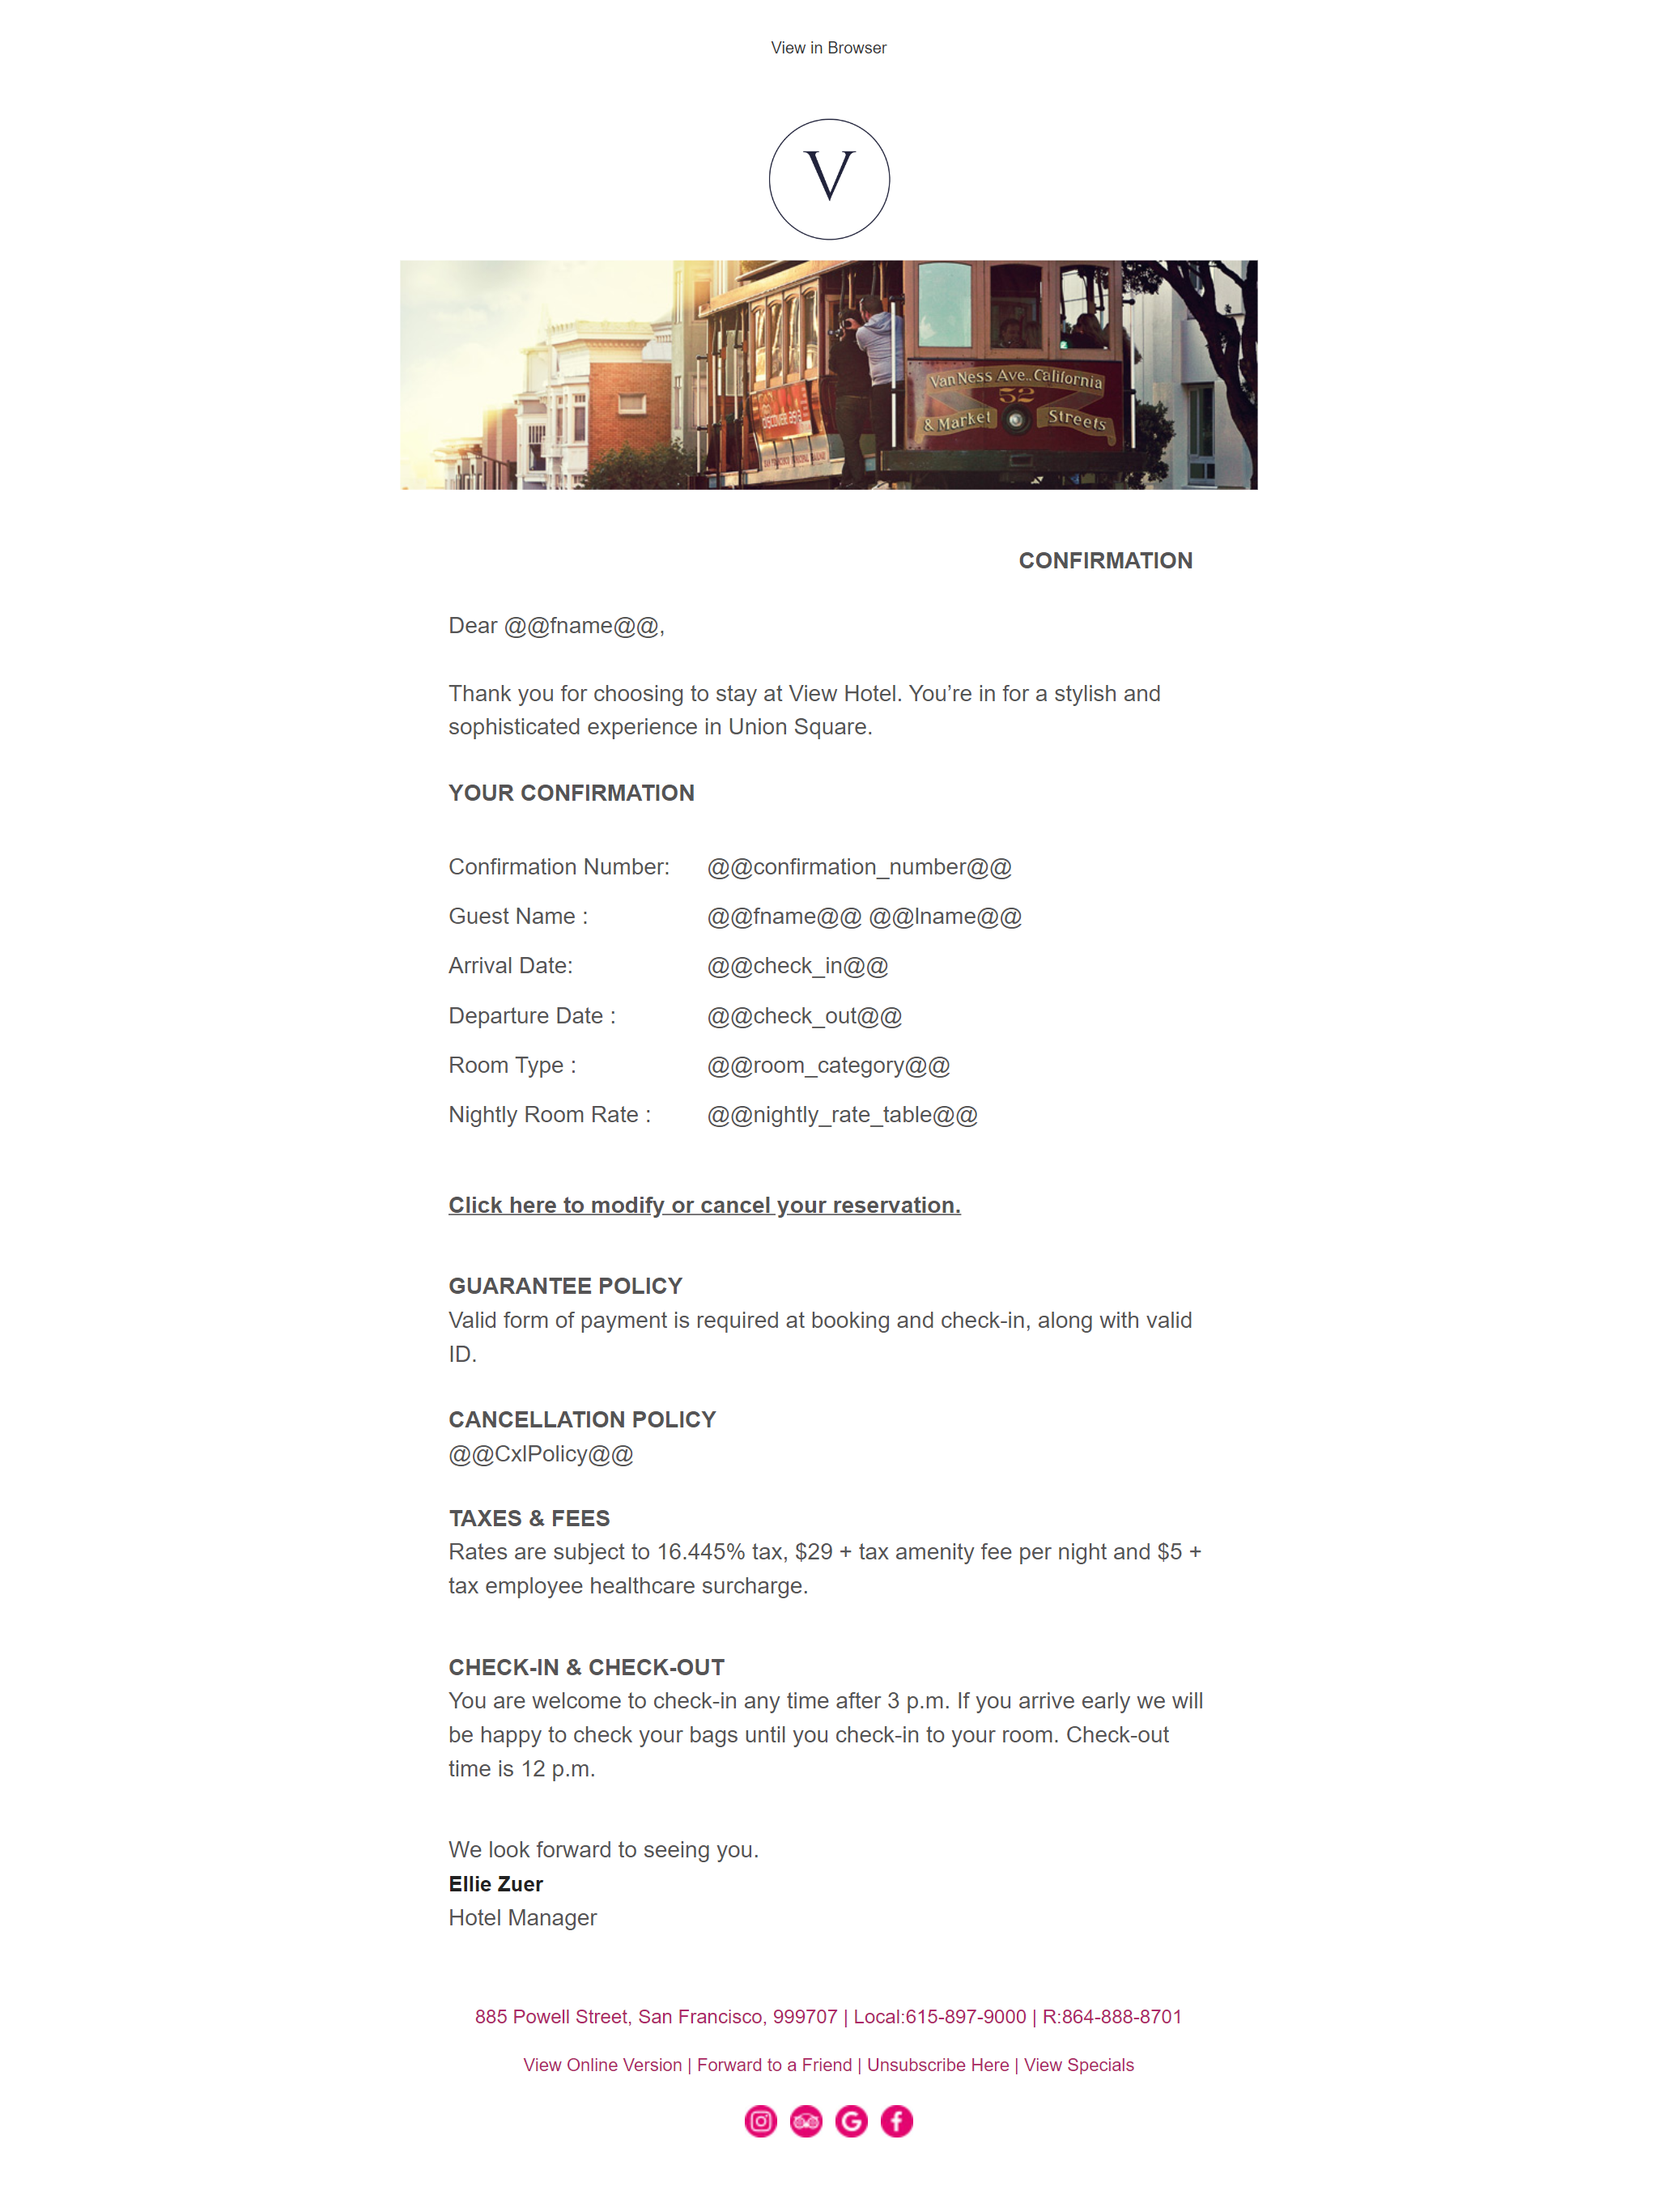 View in Browser
V
Van Ness Ave., California
52
& Market Streets
CONFIRMATION
Dear @@fname@@,
Thank you for choosing to stay at View Hotel. You’re in for a stylish and
sophisticated experience in Union Square.
YOUR CONFIRMATION
Confirmation Number: @@confirmation_number@@
Guest Name : @@fname@@ @@lname@@
Arrival Date: @@check_in@@
Departure Date : @@check_out@@
Room Type : @@room_category@@
Nightly Room Rate : @@nightly_rate_table@@
Click here to modify or cancel your reservation.
GUARANTEE POLICY
Valid form of payment is required at booking and check-in, along with valid
ID.
CANCELLATION POLICY
@@CxlPolicy@@
TAXES & FEES
Rates are subject to 16.445% tax, $29 + tax amenity fee per night and $5 +
tax employee healthcare surcharge.
CHECK-IN & CHECK-OUT
You are welcome to check-in any time after 3 p.m. If you arrive early we will
be happy to check your bags until you check-in to your room. Check-out
time is 12 p.m.
We look forward to seeing you.
Ellie Zuer
Hotel Manager
885 Powell Street, San Francisco, 999707 | Local:615-897-9000 | R:864-888-8701
View Online Version | Forward to a Friend | Unsubscribe Here | View Specials